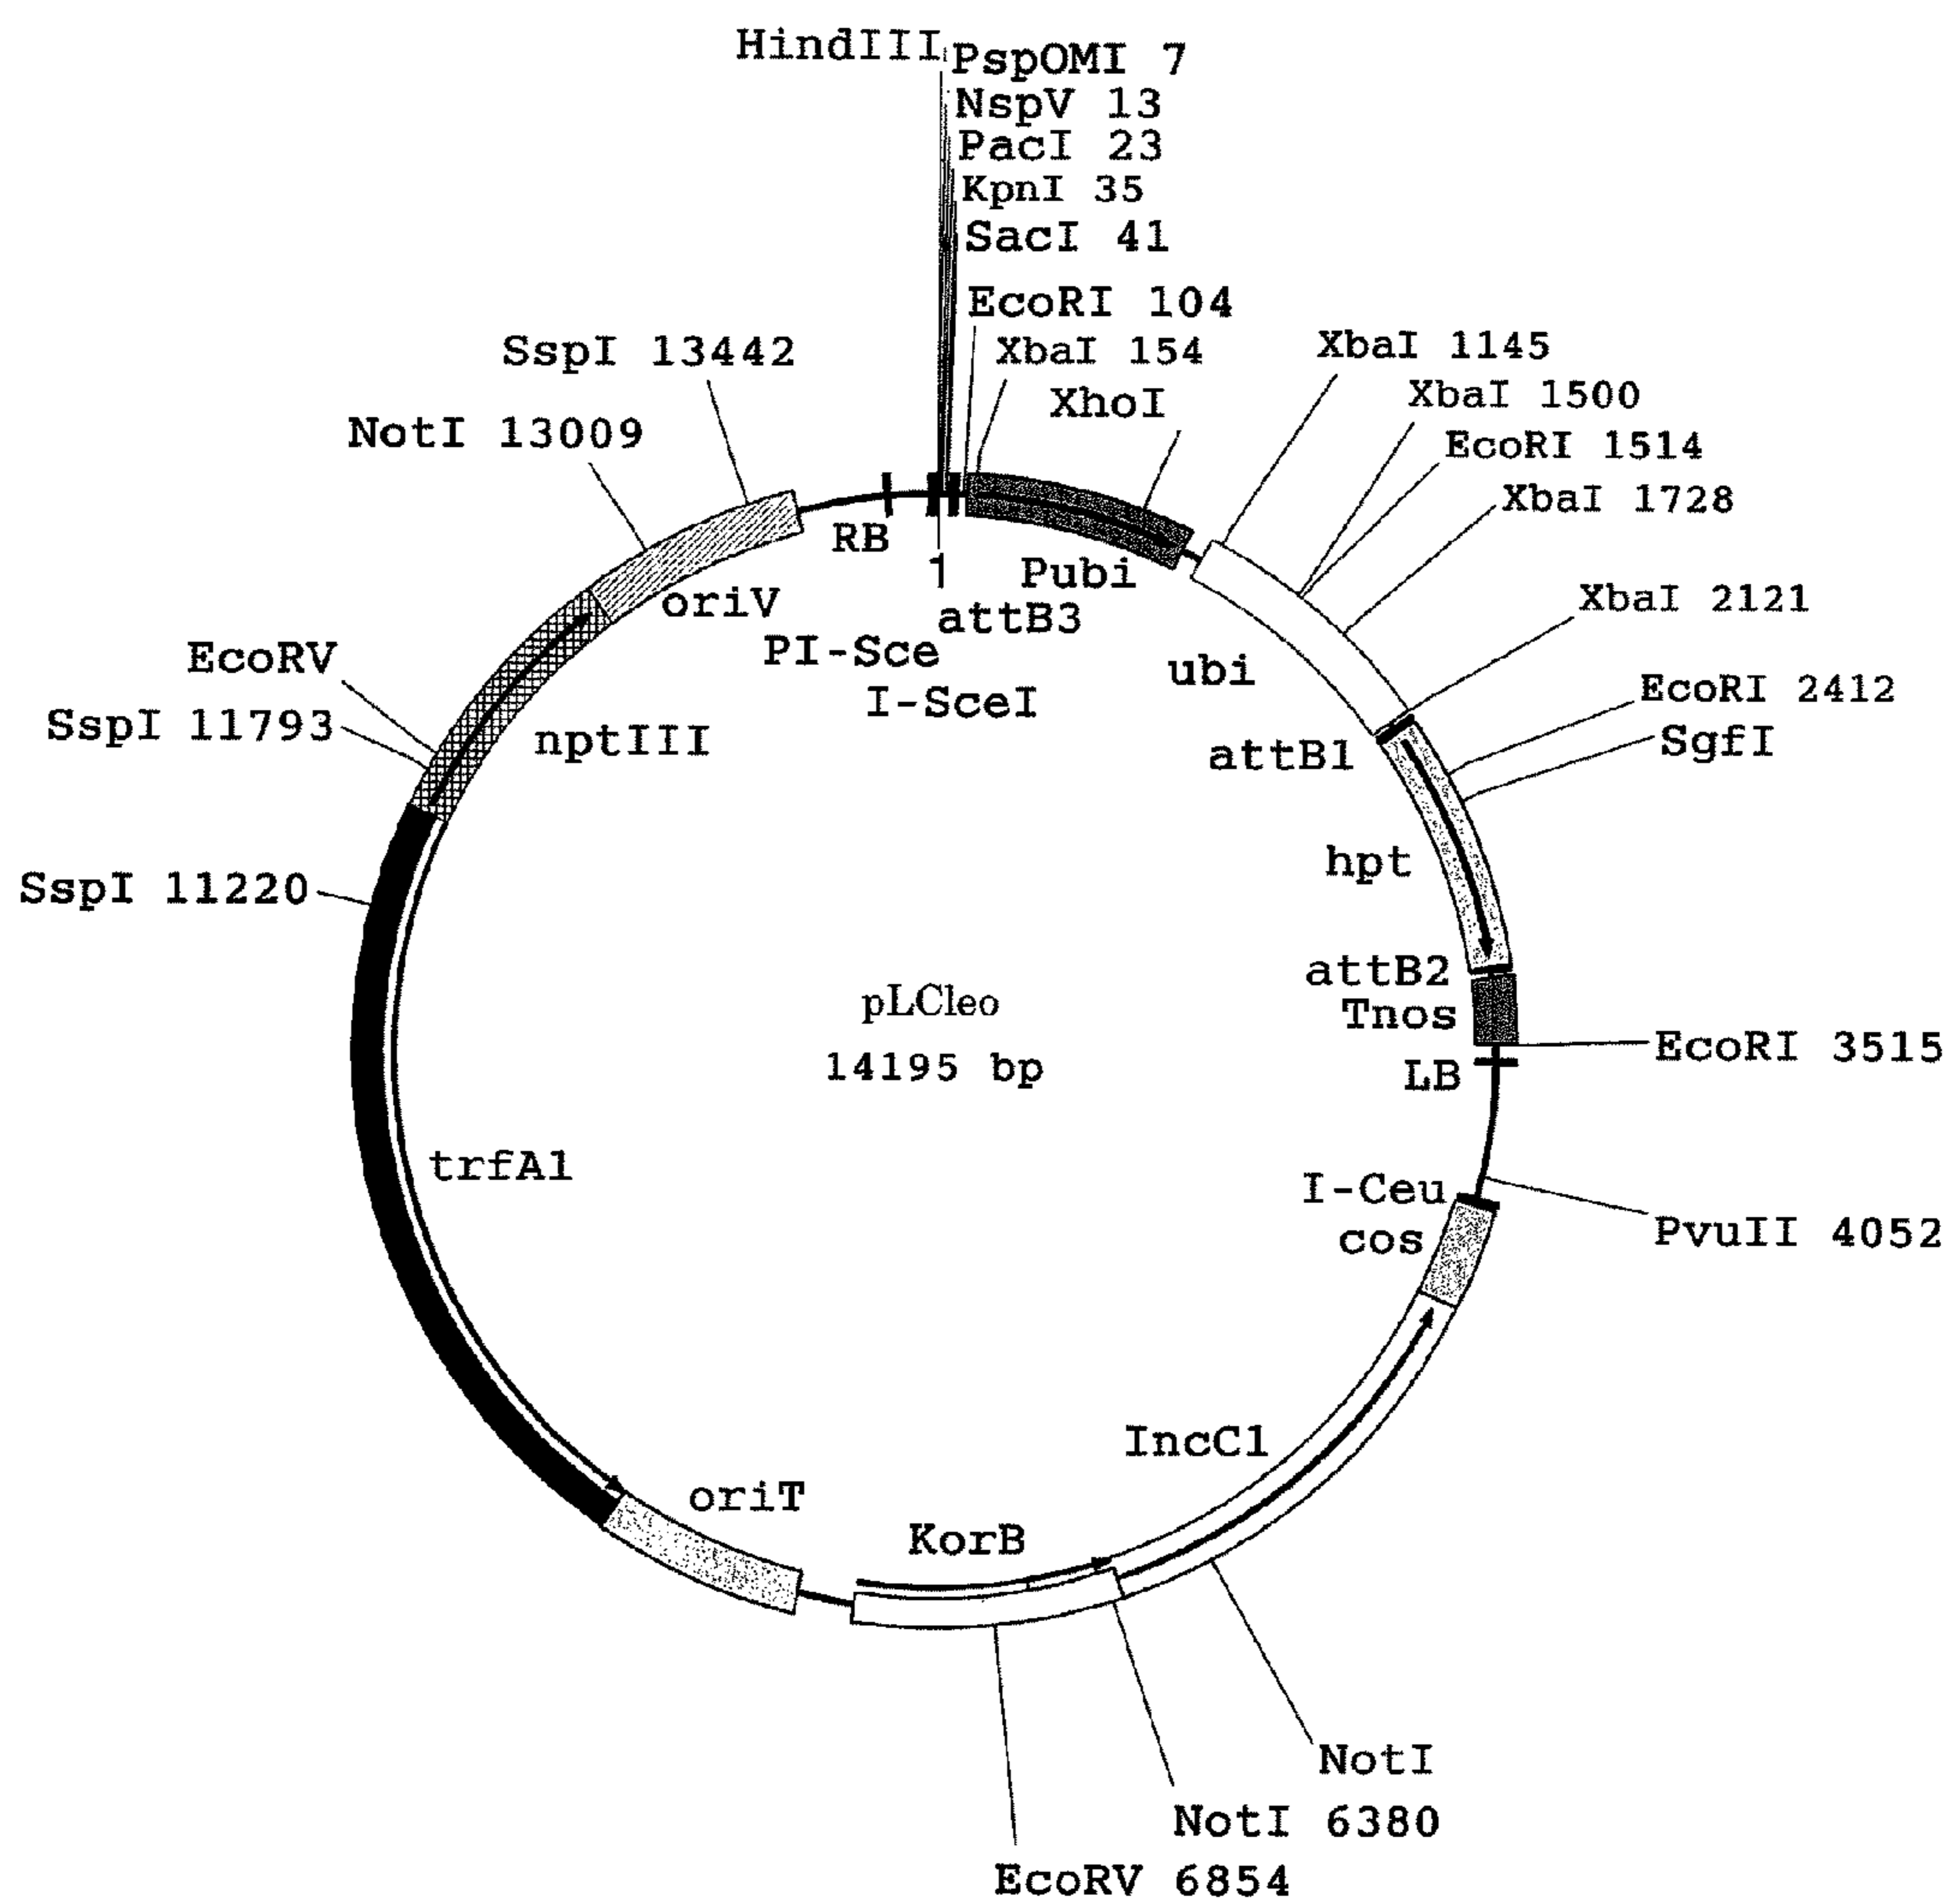 HindIII
PspOMI 7
NspV 13
PacI 23
KpnI 35
SacI 41
EcoRI 104
XbaI 154
XhoI
XbaI 1145
XbaI 1500
EcoRI 1514
XbaI 1728
XbaI 2121
EcoRI 2412
SgfI
SspI 13442
NotI 13009
EcoRV
SspI 11793
SspI 11220
RB
1
Pubi
attB3
oriV
PI-Sce
I-SceI
ubi
nptIII
attB1
hpt
attB2
Tnos
EcoRI 3515
LB
pLCleo
14195 bp
trfA1
I-Ceu
cos
PvuII 4052
IncC1
oriT
KorB
NotI
NotI 6380
EcoRV 6854